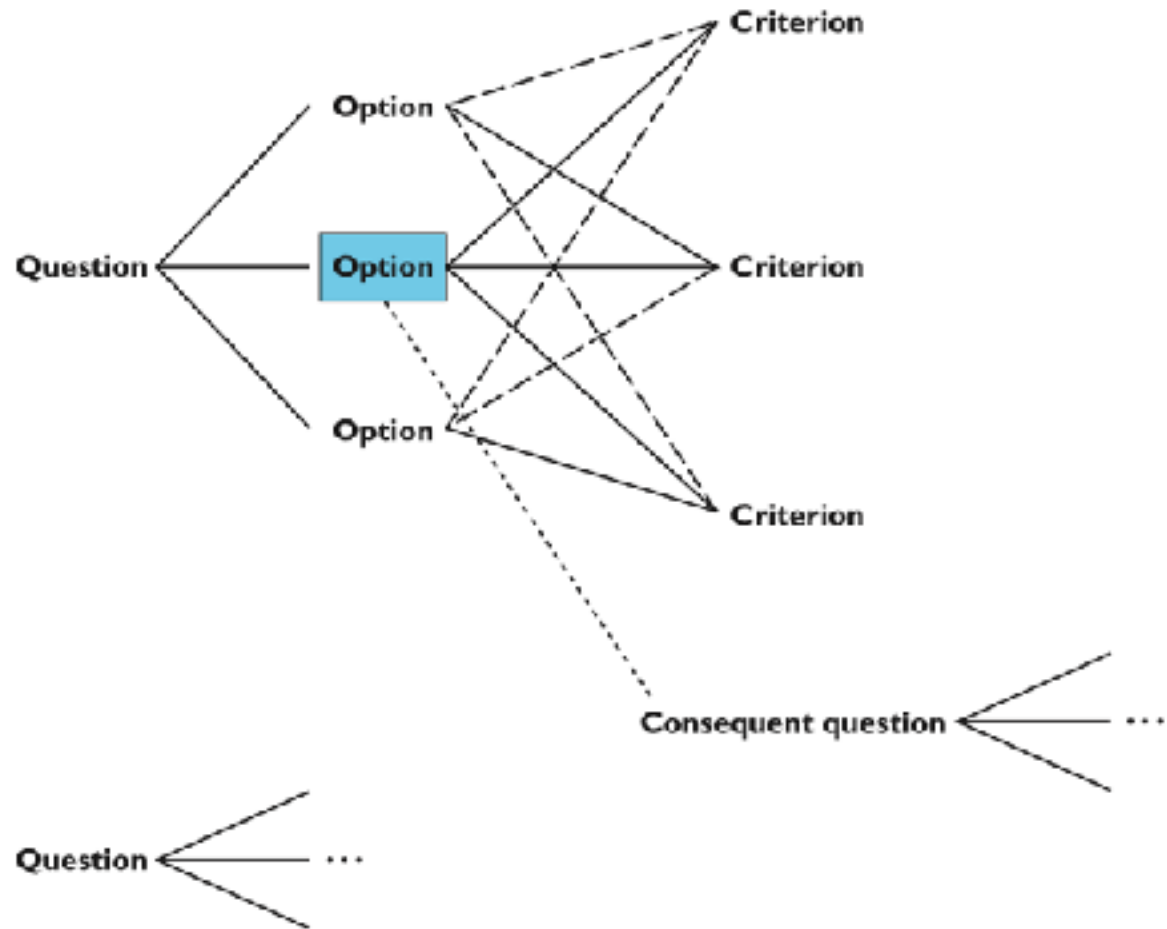 Criterion
Option
Question
Option
Criterion
Option
Criterion
Consequent question
...
Question
...